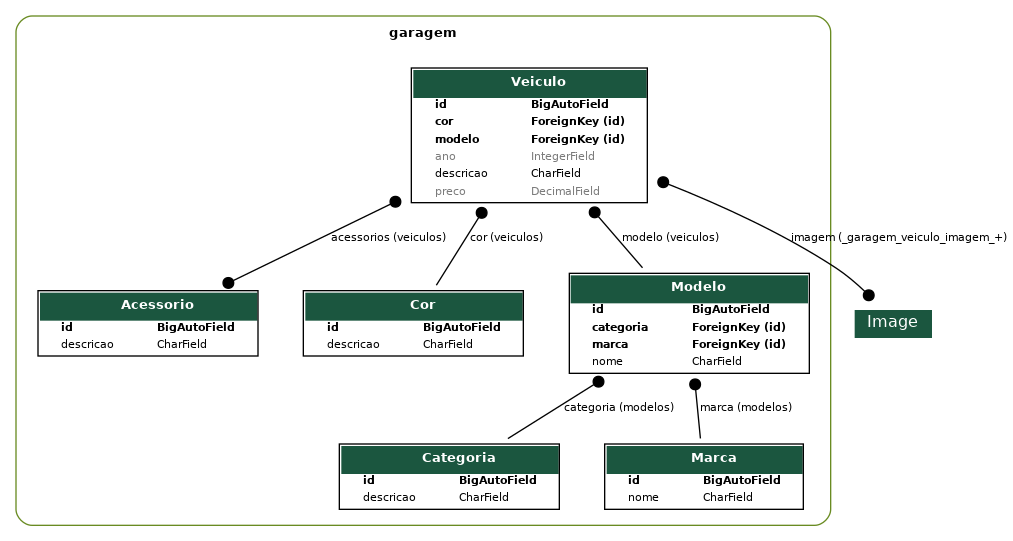 garagem
Veiculo
id BigAutoField
cor ForeignKey (id)
modelo ForeignKey (id)
ano IntegerField
descricao CharField
preco DecimalField
acessorios (veiculos)
cor (veiculos)
modelo (veiculos)
imagem (_garagem_veiculo_imagem_+)
Acessorio
id BigAutoField
descricao CharField
Cor
id BigAutoField
descricao CharField
Modelo
id BigAutoField
categoria ForeignKey (id)
marca ForeignKey (id)
nome CharField
Image
categoria (modelos)
marca (modelos)
Categoria
id BigAutoField
descricao CharField
Marca
id BigAutoField
nome CharField